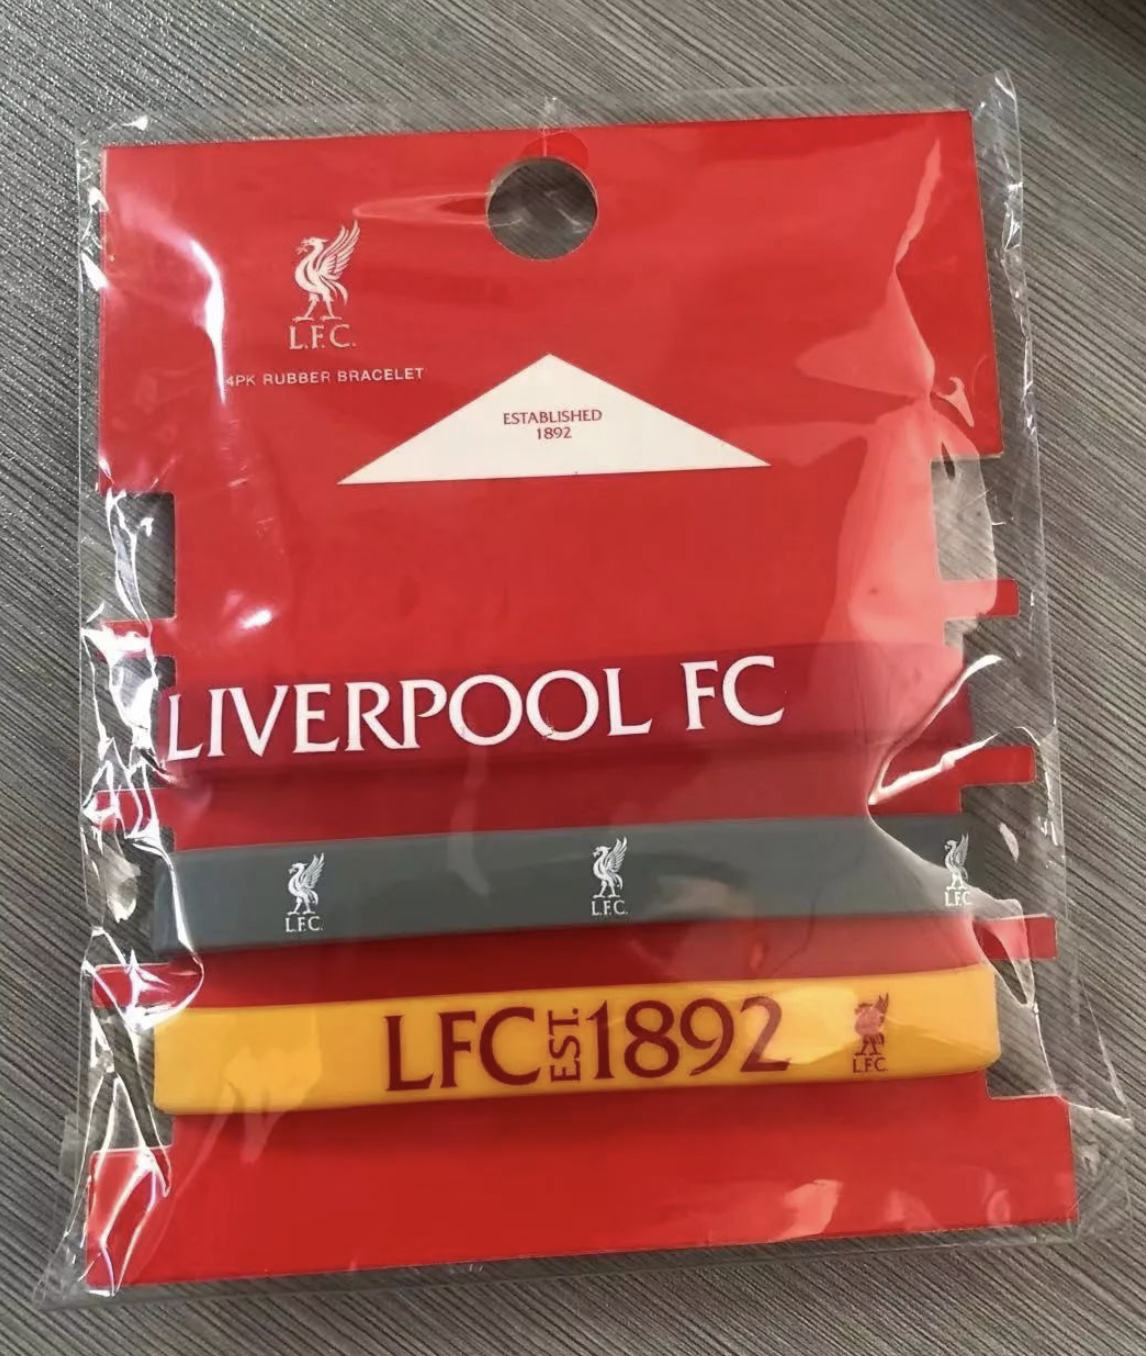 L.F.C.
4PK RUBBER BRACELET
ESTABLISHED
1892
LIVERPOOL FC
L.F.C. L.F.C. L.F.C.
LFC EST. 1892 L.F.C.